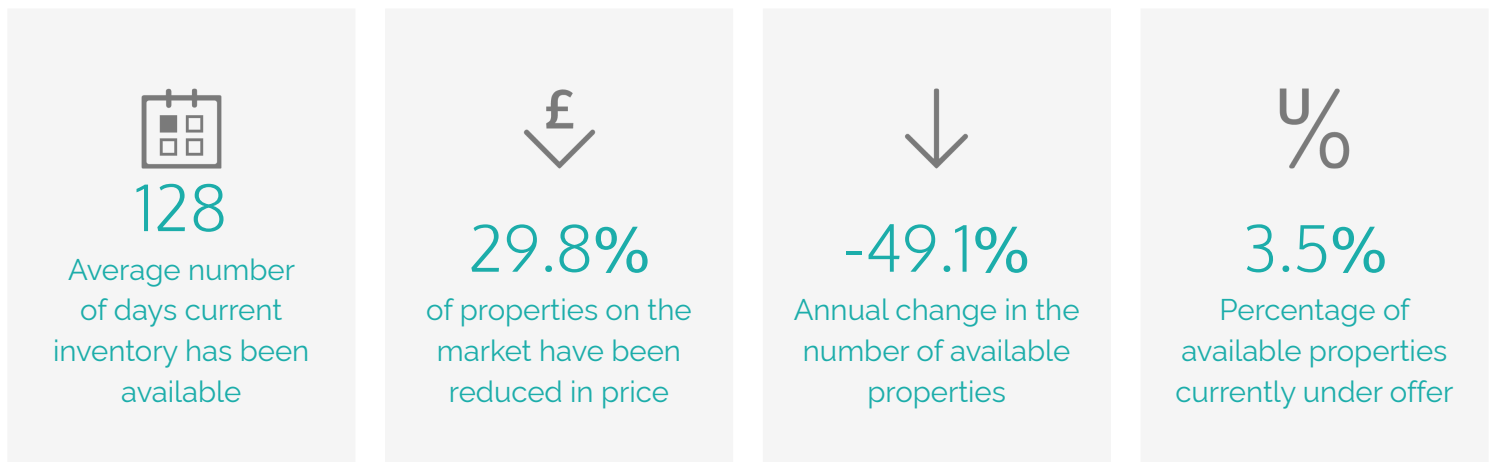 128
Average number
of days current
inventory has been
available
£
29.8%
of properties on the
market have been
reduced in price
-49.1%
Annual change in the
number of available
properties
U/O
3.5%
Percentage of
available properties
currently under offer